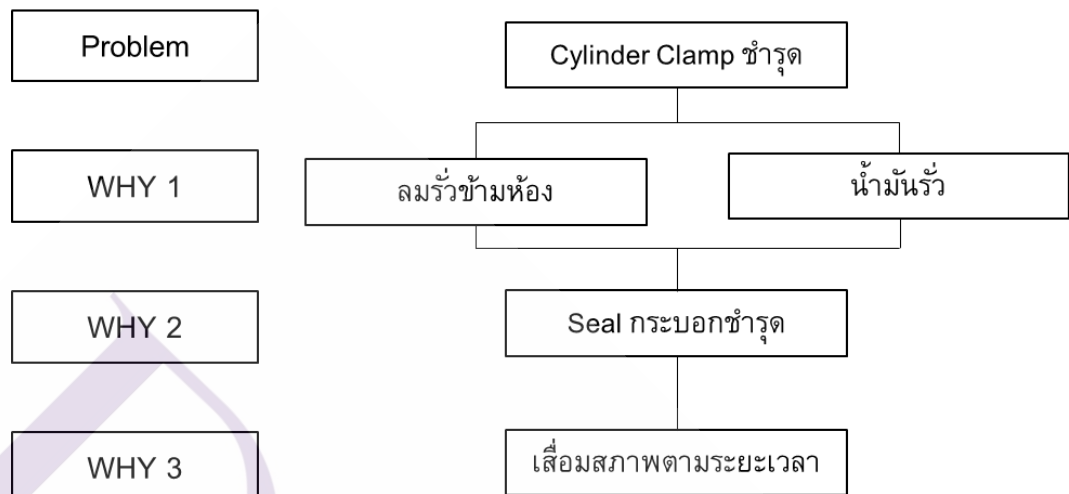 Problem
Cylinder Clamp ชำรุด
WHY 1
ลมรั่วข้ามห้อง
น้ำมันรั่ว
WHY 2
Seal กระบอกชำรุด
WHY 3
เสื่อมสภาพตามระยะเวลา